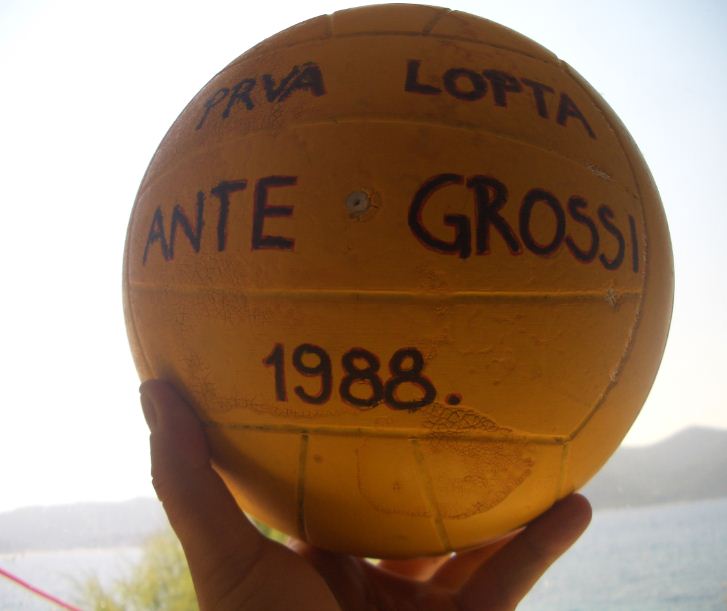 PRVA LOPTA
ANTE GROSSI
1988.